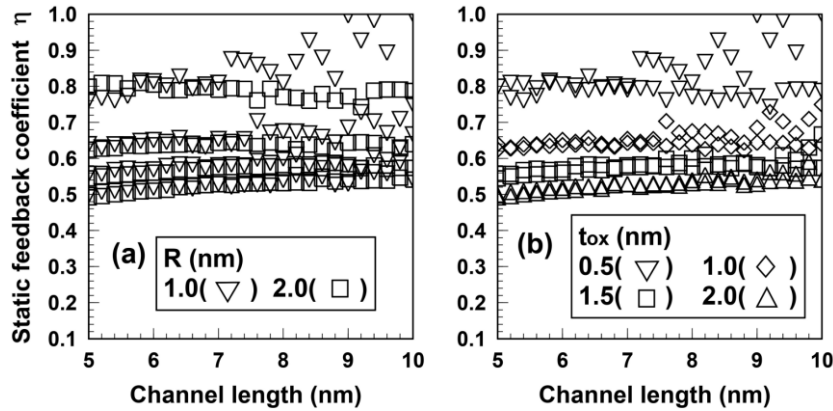 Static feedback coefficient η
1.0
0.9
0.8
0.7
0.6
0.5
0.4
0.3
0.2
0.1
(a)
R (nm)
1.0( ▽ ) 2.0( □ )
5 6 7 8 9 10
Channel length (nm)
1.0
0.9
0.8
0.7
0.6
0.5
0.4
0.3
0.2
0.1
(b)
tox (nm)
0.5( ▽ ) 1.0( ◇ )
1.5( □ ) 2.0( △ )
5 6 7 8 9 10
Channel length (nm)